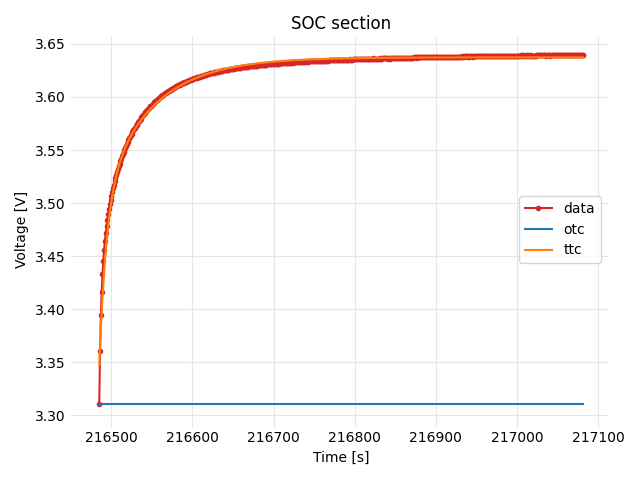 SOC section
Voltage [V]
3.65
3.60
3.55
3.50
3.45
3.40
3.35
3.30
data
otc
ttc
216500 216600 216700 216800 216900 217000 217100
Time [s]